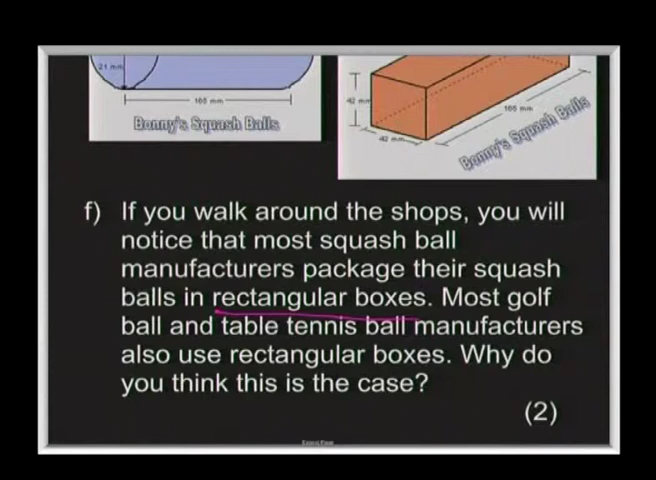 21 mm
165 mm
Bonny's Squash Balls
42 mm
165 mm
42 mm
Bonny's Squash Balls
f) If you walk around the shops, you will
notice that most squash ball
manufacturers package their squash
balls in rectangular boxes. Most golf
ball and table tennis ball manufacturers
also use rectangular boxes. Why do
you think this is the case?
(2)